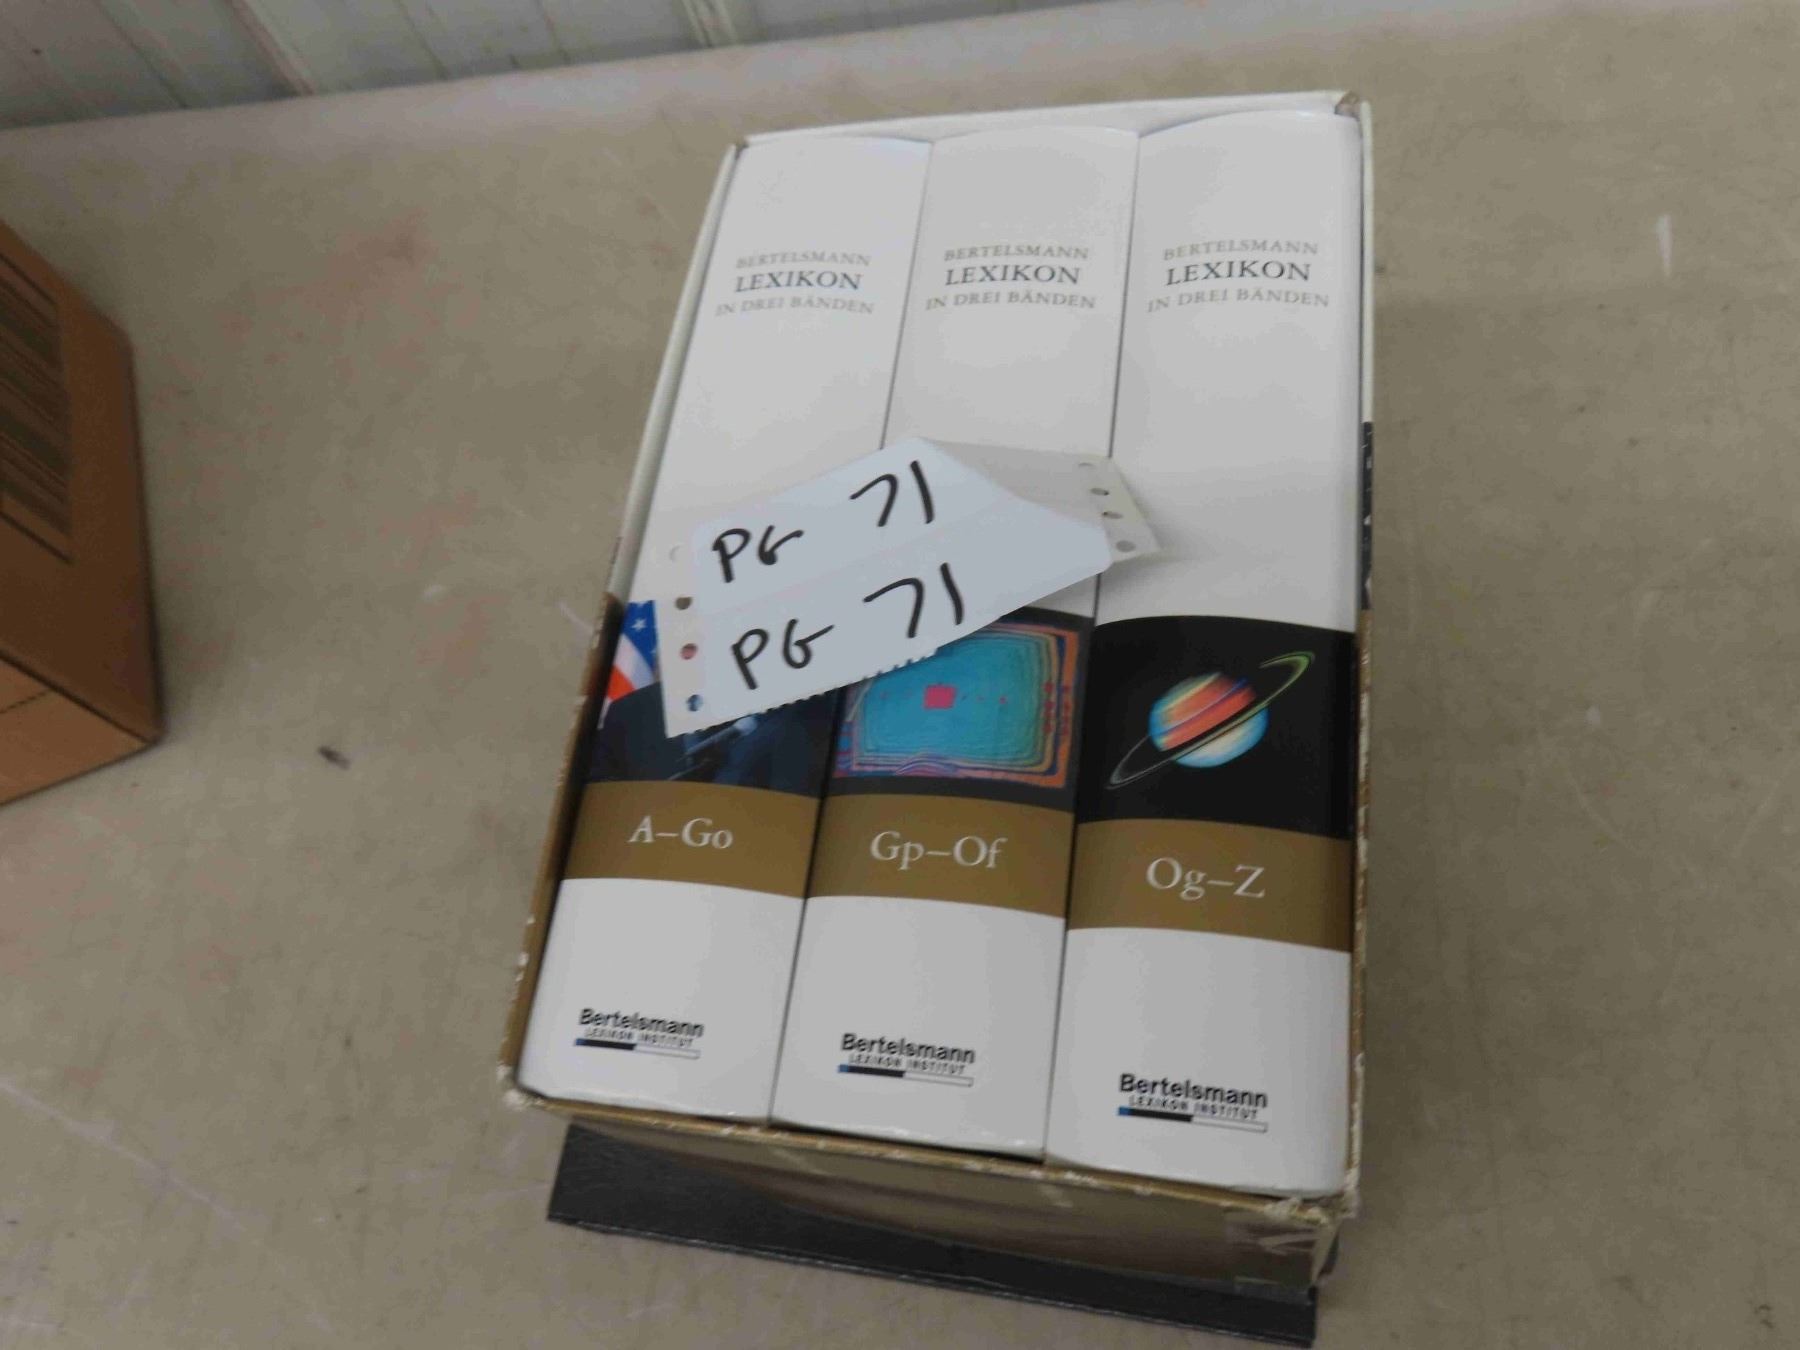 BERTELSMANN
LEXIKON
IN DREI BÄNDEN
BERTELSMANN
LEXIKON
IN DREI BÄNDEN
BERTELSMANN
LEXIKON
IN DREI BÄNDEN
PG 71
PG 71
A–Go
Gp–Of
Og–Z
Bertelsmann
LEXIKON INSTITUT
Bertelsmann
LEXIKON INSTITUT
Bertelsmann
LEXIKON INSTITUT